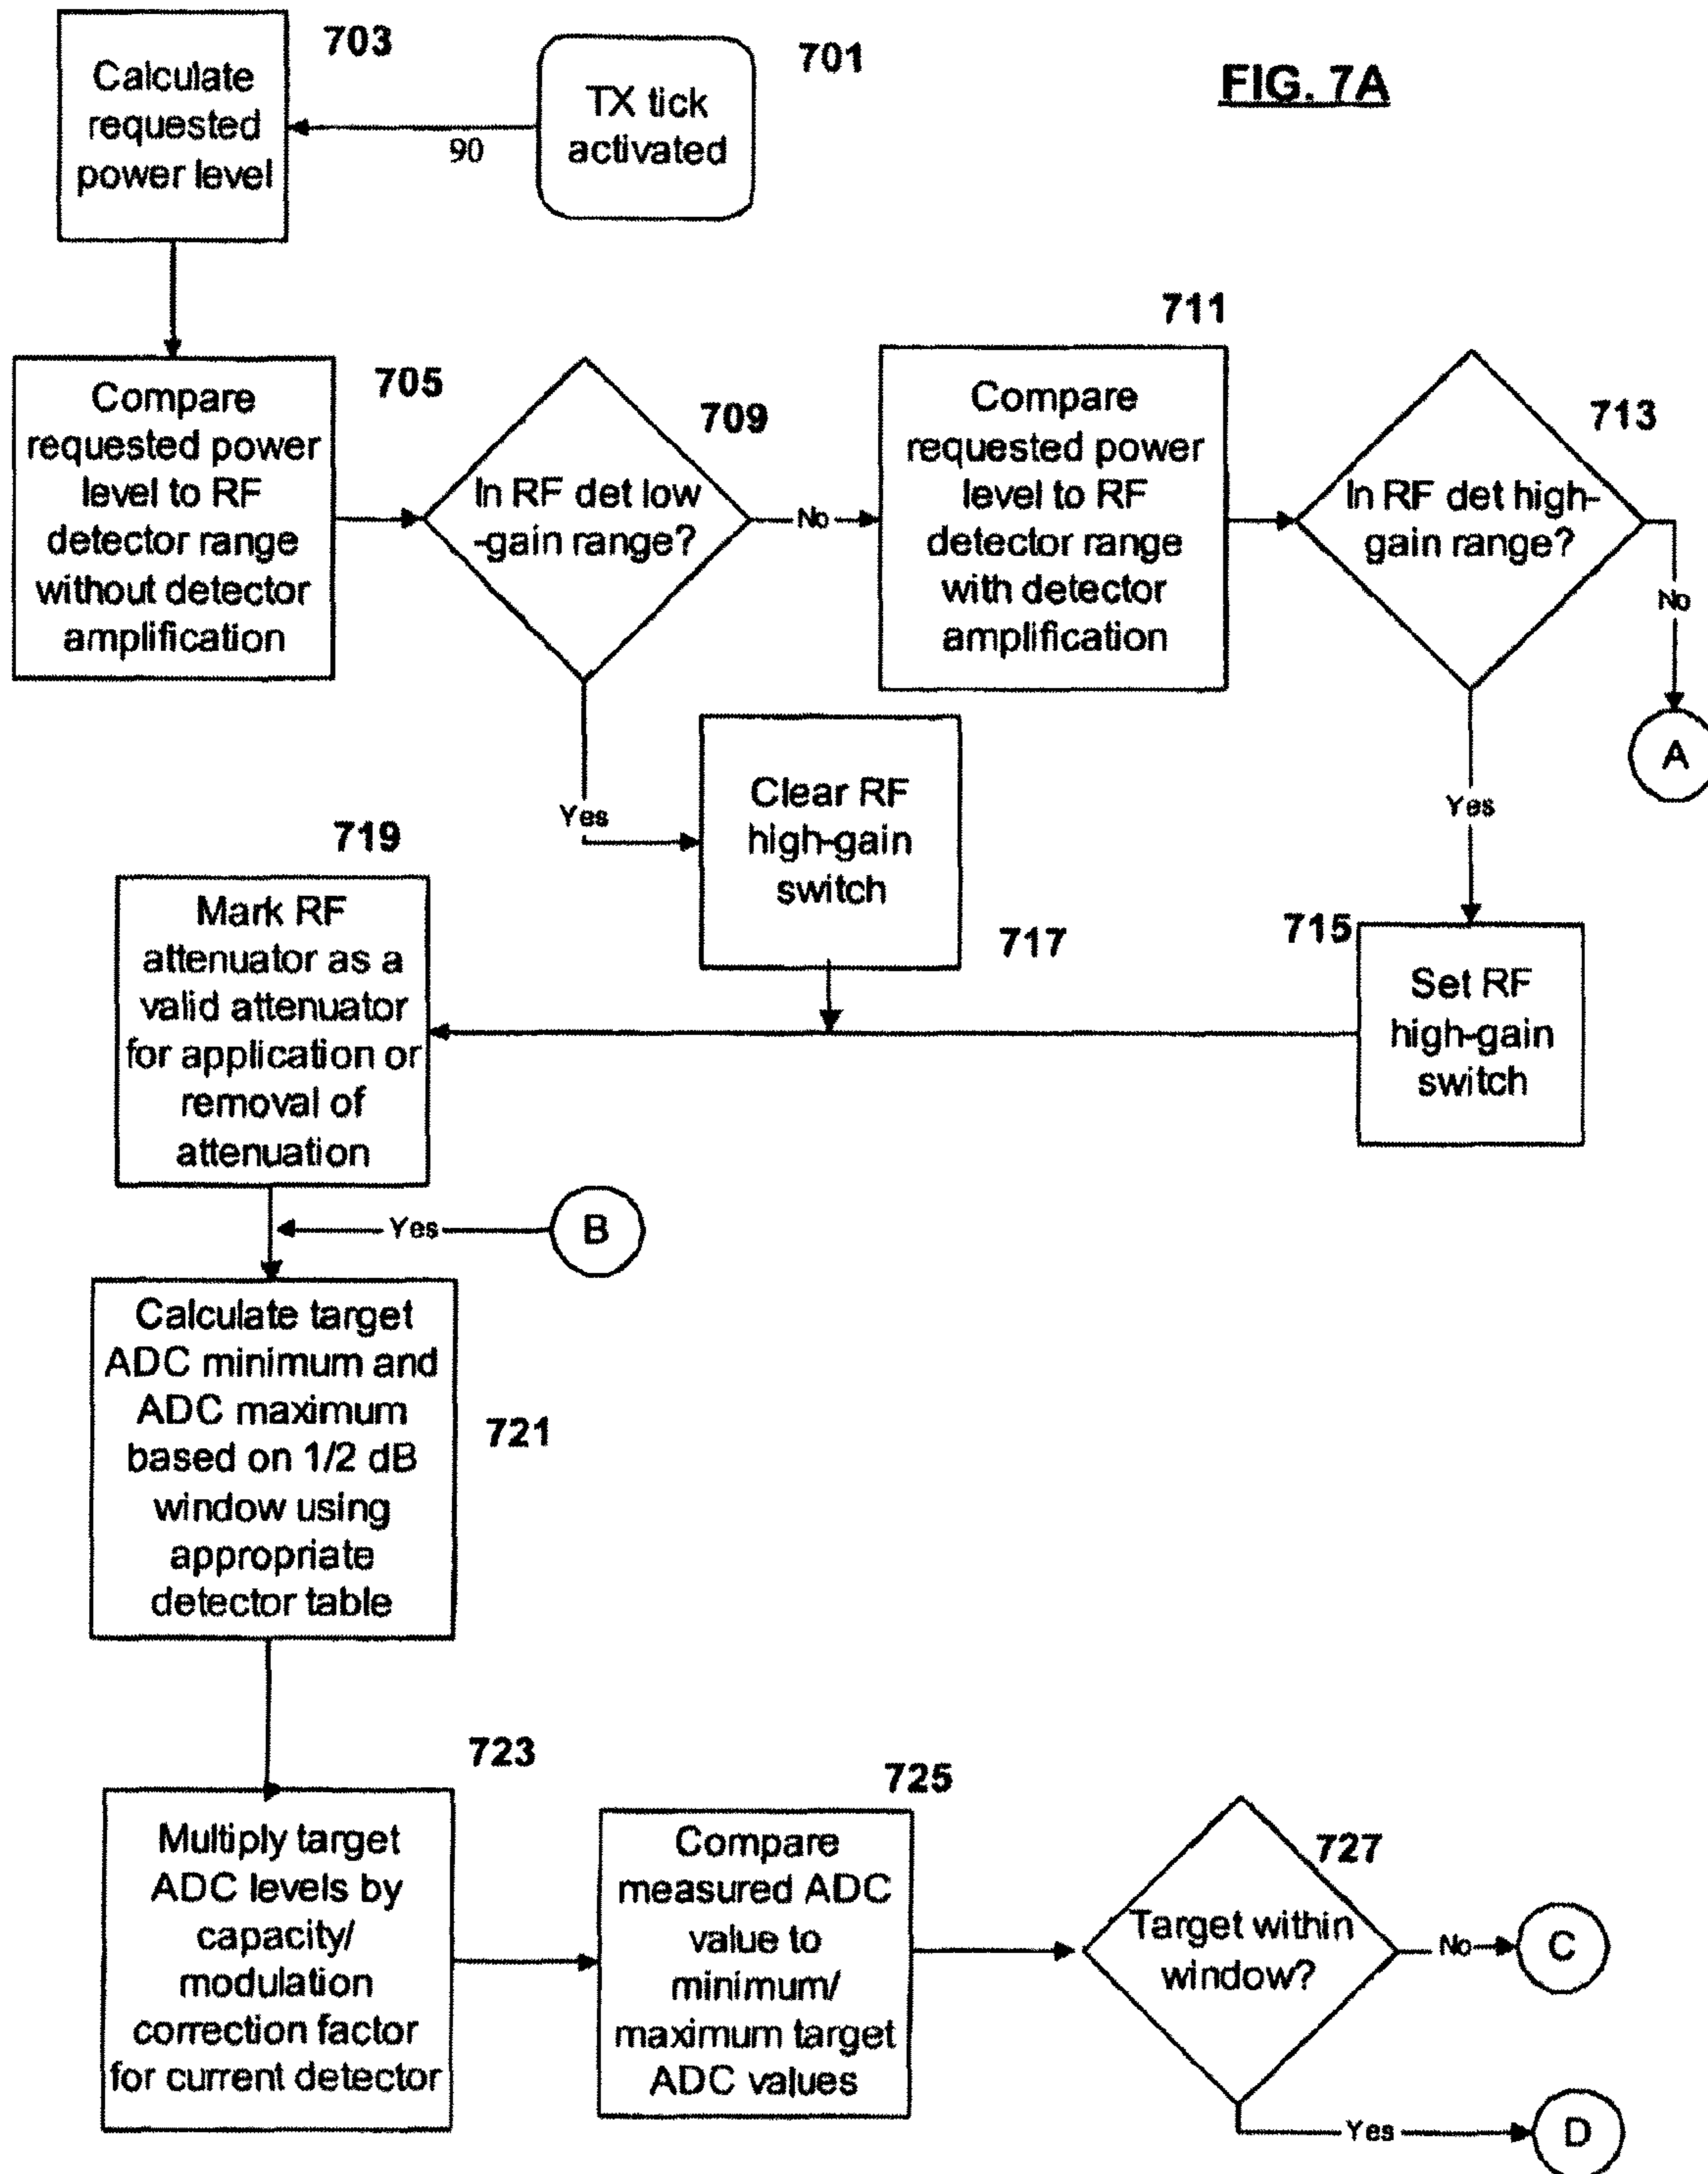 FIG. 7A
701
TX tick
activated
90
703
Calculate
requested
power level
705
Compare
requested power
level to RF
detector range
without detector
amplification
709
In RF det low
-gain range?
No
Yes
711
Compare
requested power
level to RF
detector range
with detector
amplification
713
In RF det high-
gain range?
No
A
Yes
717
Clear RF
high-gain
switch
715
Set RF
high-gain
switch
719
Mark RF
attenuator as a
valid attenuator
for application or
removal of
attenuation
Yes
B
721
Calculate target
ADC minimum and
ADC maximum
based on 1/2 dB
window using
appropriate
detector table
723
Multiply target
ADC levels by
capacity/
modulation
correction factor
for current detector
725
Compare
measured ADC
value to
minimum/
maximum target
ADC values
727
Target within
window?
No
C
Yes
D